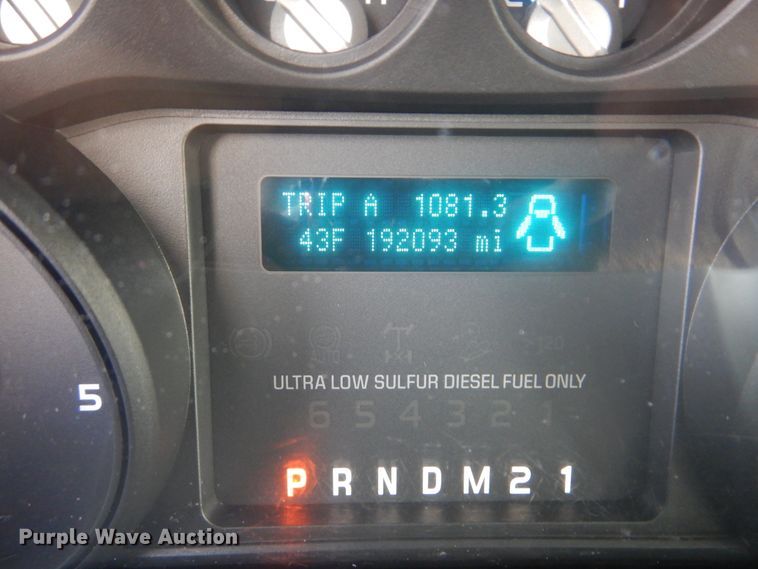 TRIP A 1081.3
43F 192093 mi
ULTRA LOW SULFUR DIESEL FUEL ONLY
5
6 5 4 3 2 1
P R N D M 2 1
Purple Wave Auction